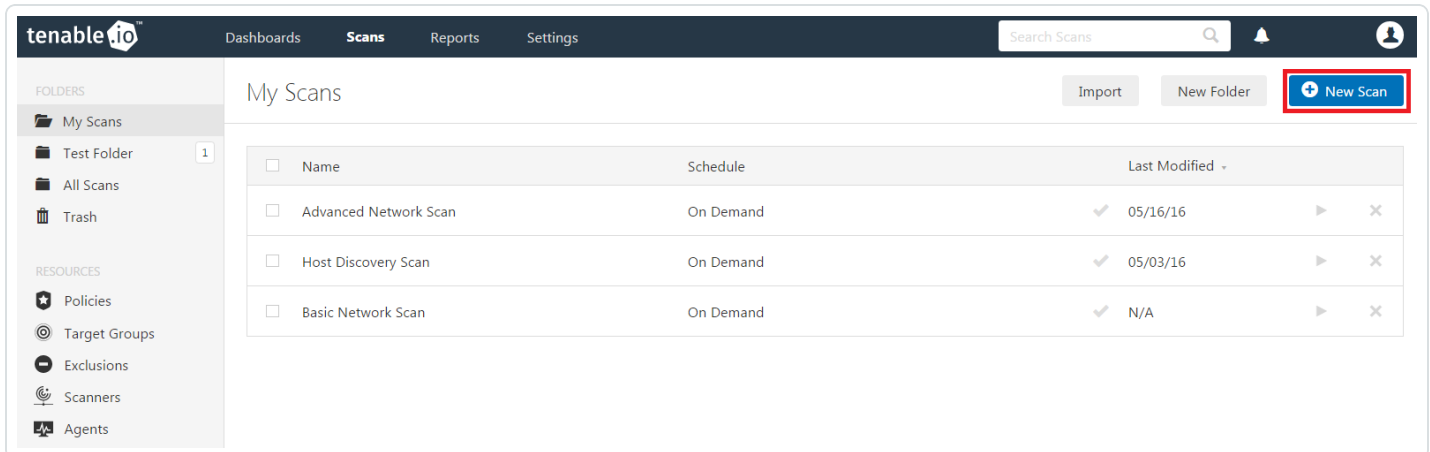 tenable.io™
Dashboards Scans Reports Settings Search Scans
FOLDERS
My Scans
Test Folder 1
All Scans
Trash
RESOURCES
Policies
Target Groups
Exclusions
Scanners
Agents
My Scans Import New Folder New Scan
Name Schedule Last Modified
Advanced Network Scan On Demand 05/16/16
Host Discovery Scan On Demand 05/03/16
Basic Network Scan On Demand N/A